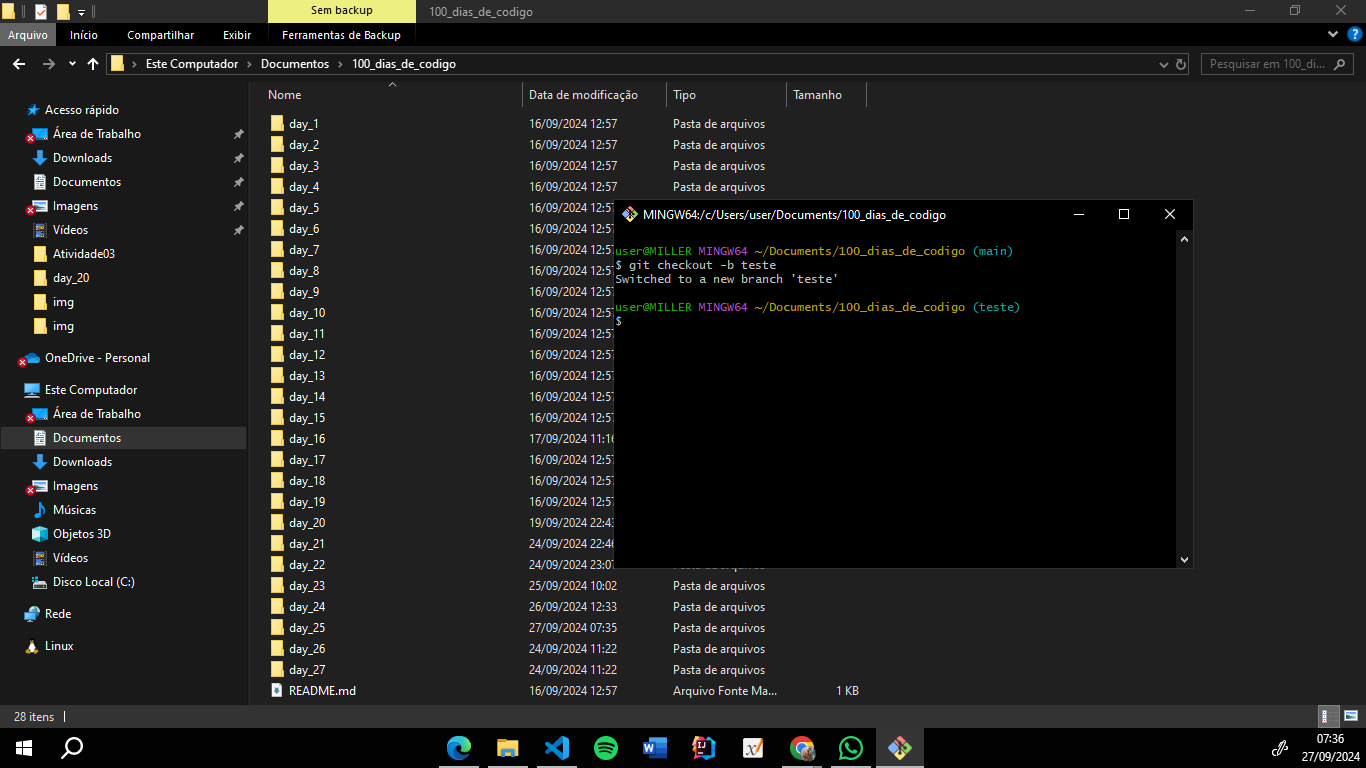 Sem backup
100_dias_de_codigo
Arquivo
Início
Compartilhar
Exibir
Ferramentas de Backup
Este Computador
Documentos
100_dias_de_codigo
Pesquisar em 100_di...
Acesso rápido
Área de Trabalho
Downloads
Documentos
Imagens
Vídeos
Atividade03
day_20
img
img
OneDrive - Personal
Este Computador
Área de Trabalho
Documentos
Downloads
Imagens
Músicas
Objetos 3D
Vídeos
Disco Local (C:)
Rede
Linux
Nome Data de modificação Tipo Tamanho
day_1 16/09/2024 12:57 Pasta de arquivos
day_2 16/09/2024 12:57 Pasta de arquivos
day_3 16/09/2024 12:57 Pasta de arquivos
day_4 16/09/2024 12:57 Pasta de arquivos
day_5 16/09/2024 12:57
day_6 16/09/2024 12:57
day_7 16/09/2024 12:57
day_8 16/09/2024 12:57
day_9 16/09/2024 12:57
day_10 16/09/2024 12:57
day_11 16/09/2024 12:57
day_12 16/09/2024 12:57
day_13 16/09/2024 12:57
day_14 16/09/2024 12:57
day_15 16/09/2024 12:57
day_16 17/09/2024 11:16
day_17 16/09/2024 12:57
day_18 16/09/2024 12:57
day_19 16/09/2024 12:57
day_20 19/09/2024 22:43
day_21 24/09/2024 22:46
day_22 24/09/2024 23:07
day_23 25/09/2024 10:02 Pasta de arquivos
day_24 26/09/2024 12:33 Pasta de arquivos
day_25 27/09/2024 07:35 Pasta de arquivos
day_26 24/09/2024 11:22 Pasta de arquivos
day_27 24/09/2024 11:22 Pasta de arquivos
README.md 16/09/2024 12:57 Arquivo Fonte Ma... 1 KB
MINGW64:/c/Users/user/Documents/100_dias_de_codigo
user@MILLER MINGW64 ~/Documents/100_dias_de_codigo (main)
$ git checkout -b teste
Switched to a new branch 'teste'
user@MILLER MINGW64 ~/Documents/100_dias_de_codigo (teste)
$
28 itens
07:36
27/09/2024